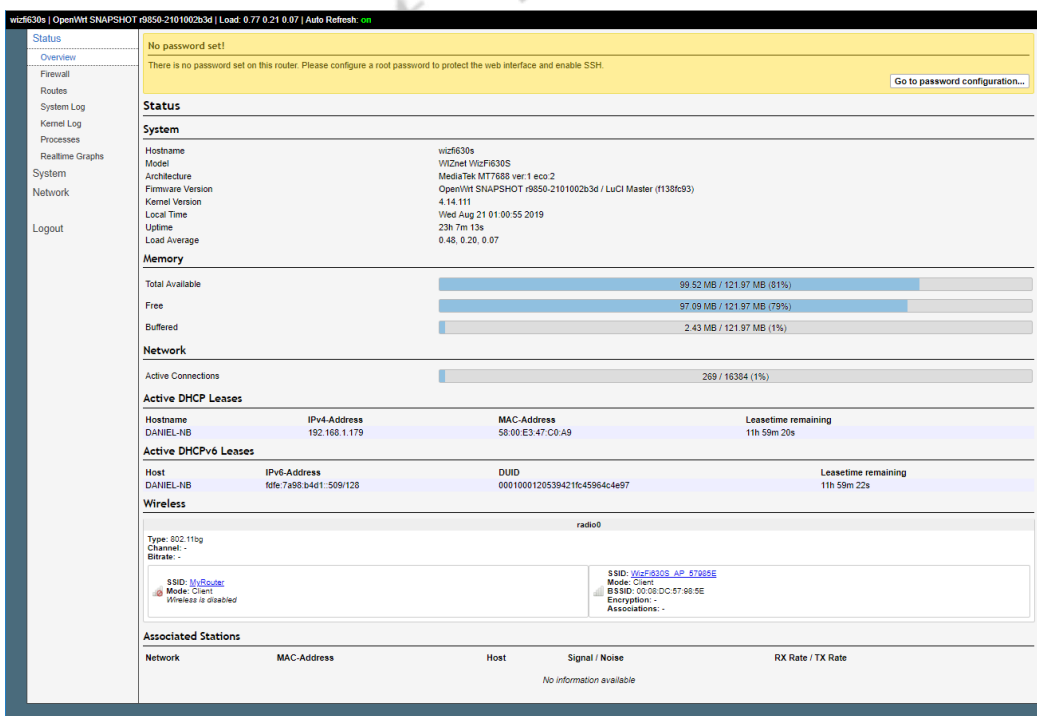 wizfi630s | OpenWrt SNAPSHOT r9850-2101002b3d | Load: 0.77 0.21 0.07 | Auto Refresh: on
Status
Overview
Firewall
Routes
System Log
Kernel Log
Processes
Realtime Graphs
System
Network
Logout
No password set!
There is no password set on this router. Please configure a root password to protect the web interface and enable SSH.
Go to password configuration...
Status
System
Hostname wizfi630s
Model WIZnet WizFi630S
Architecture MediaTek MT7688 ver:1 eco:2
Firmware Version OpenWrt SNAPSHOT r9850-2101002b3d / LuCI Master (f138fc93)
Kernel Version 4.14.111
Local Time Wed Aug 21 01:00:55 2019
Uptime 23h 7m 13s
Load Average 0.48, 0.20, 0.07
Memory
Total Available 99.52 MB / 121.97 MB (81%)
Free 97.09 MB / 121.97 MB (79%)
Buffered 2.43 MB / 121.97 MB (1%)
Network
Active Connections 269 / 16384 (1%)
Active DHCP Leases
Hostname IPv4-Address MAC-Address Leasetime remaining
DANIEL-NB 192.168.1.179 58:00:E3:47:C0:A9 11h 59m 20s
Active DHCPv6 Leases
Host IPv6-Address DUID Leasetime remaining
DANIEL-NB fdfe:7a98:b4d1::509/128 0001000120539421fc45964c4e97 11h 59m 22s
Wireless
radio0
Type: 802.11bg
Channel: -
Bitrate: -
SSID: MyRouter
Mode: Client
Wireless is disabled
SSID: WizFi630S_AP_57985E
Mode: Client
BSSID: 00:08:DC:57:98:5E
Encryption: -
Associations: -
Associated Stations
Network MAC-Address Host Signal / Noise RX Rate / TX Rate
No information available